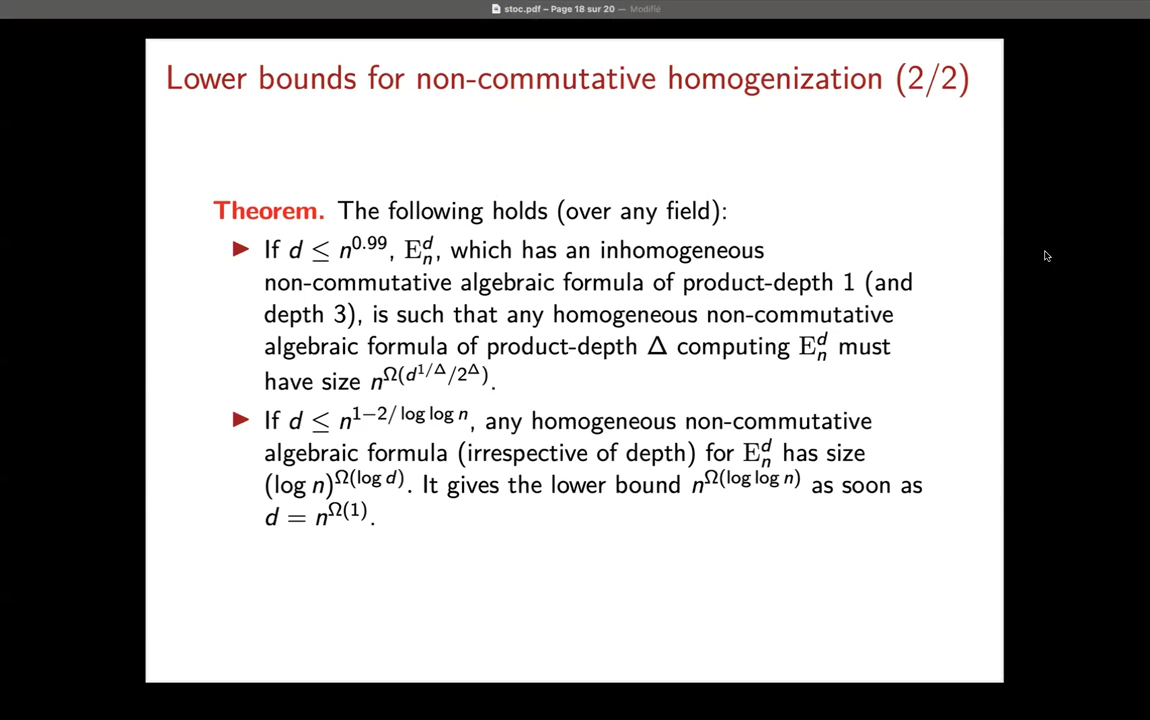 stoc.pdf – Page 18 sur 20 — Modifié
Lower bounds for non-commutative homogenization (2/2)
Theorem. The following holds (over any field):
▶ If d ≤ n^{0.99}, E_n^d, which has an inhomogeneous
non-commutative algebraic formula of product-depth 1 (and
depth 3), is such that any homogeneous non-commutative
algebraic formula of product-depth Δ computing E_n^d must
have size n^{Ω(d^{1/Δ}/2^Δ)}.
▶ If d ≤ n^{1−2/ log log n}, any homogeneous non-commutative
algebraic formula (irrespective of depth) for E_n^d has size
(log n)^{Ω(log d)}. It gives the lower bound n^{Ω(log log n)} as soon as
d = n^{Ω(1)}.